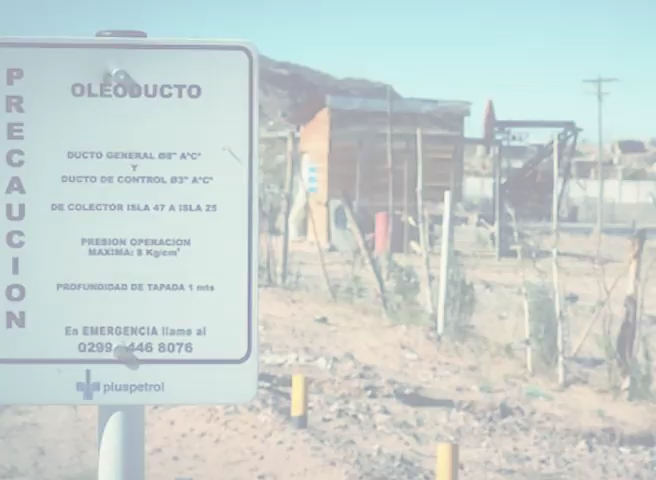 PRECAUCION
OLEODUCTO
DUCTO GENERAL Ø8" A°C°
Y
DUCTO DE CONTROL Ø3" A°C°
DE COLECTOR ISLA 47 A ISLA 25
PRESION OPERACION
MAXIMA: 8 Kg/cm²
PROFUNDIDAD DE TAPADA 1 mts
En EMERGENCIA llame al
0299 446 8076
pluspetrol